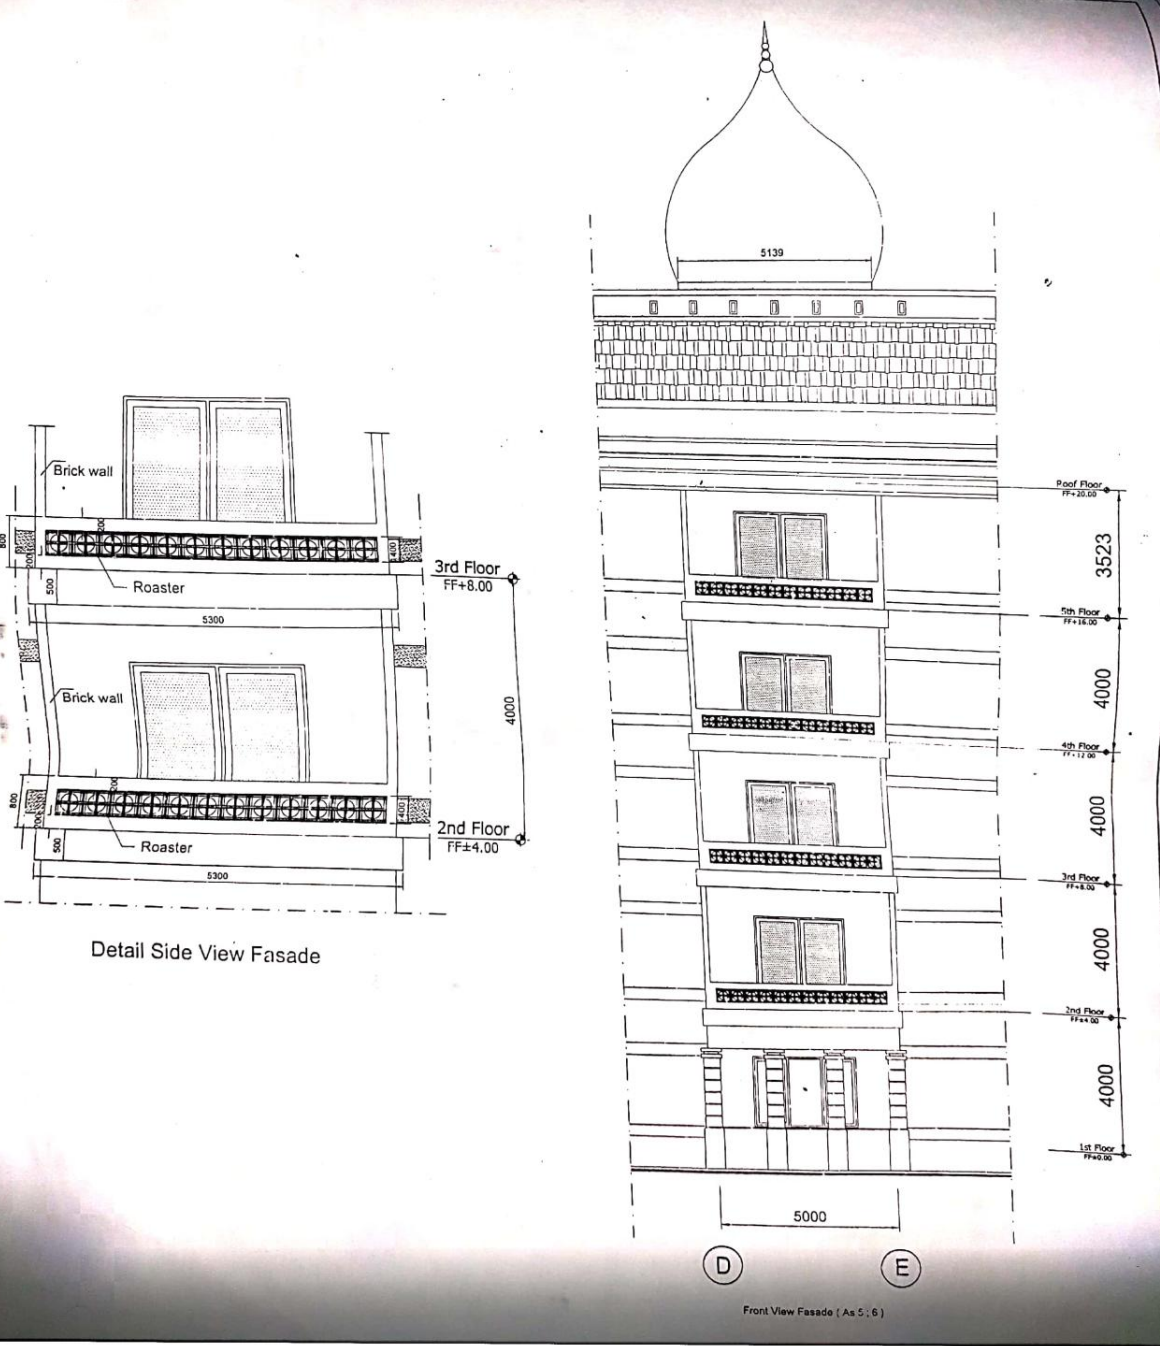 5139
Brick wall
200
800
400
200
Roaster
500
3rd Floor
FF+8.00
5300
4000
Brick wall
200
800
400
200
Roaster
500
2nd Floor
FF±4.00
5300
Detail Side View Fasade
Roof Floor
FF+20.00
3523
5th Floor
FF+16.00
4000
4th Floor
FF+12.00
4000
3rd Floor
FF+8.00
4000
2nd Floor
FF±4.00
4000
1st Floor
FF±0.00
5000
D
E
Front View Fasade ( As 5 ; 6 )